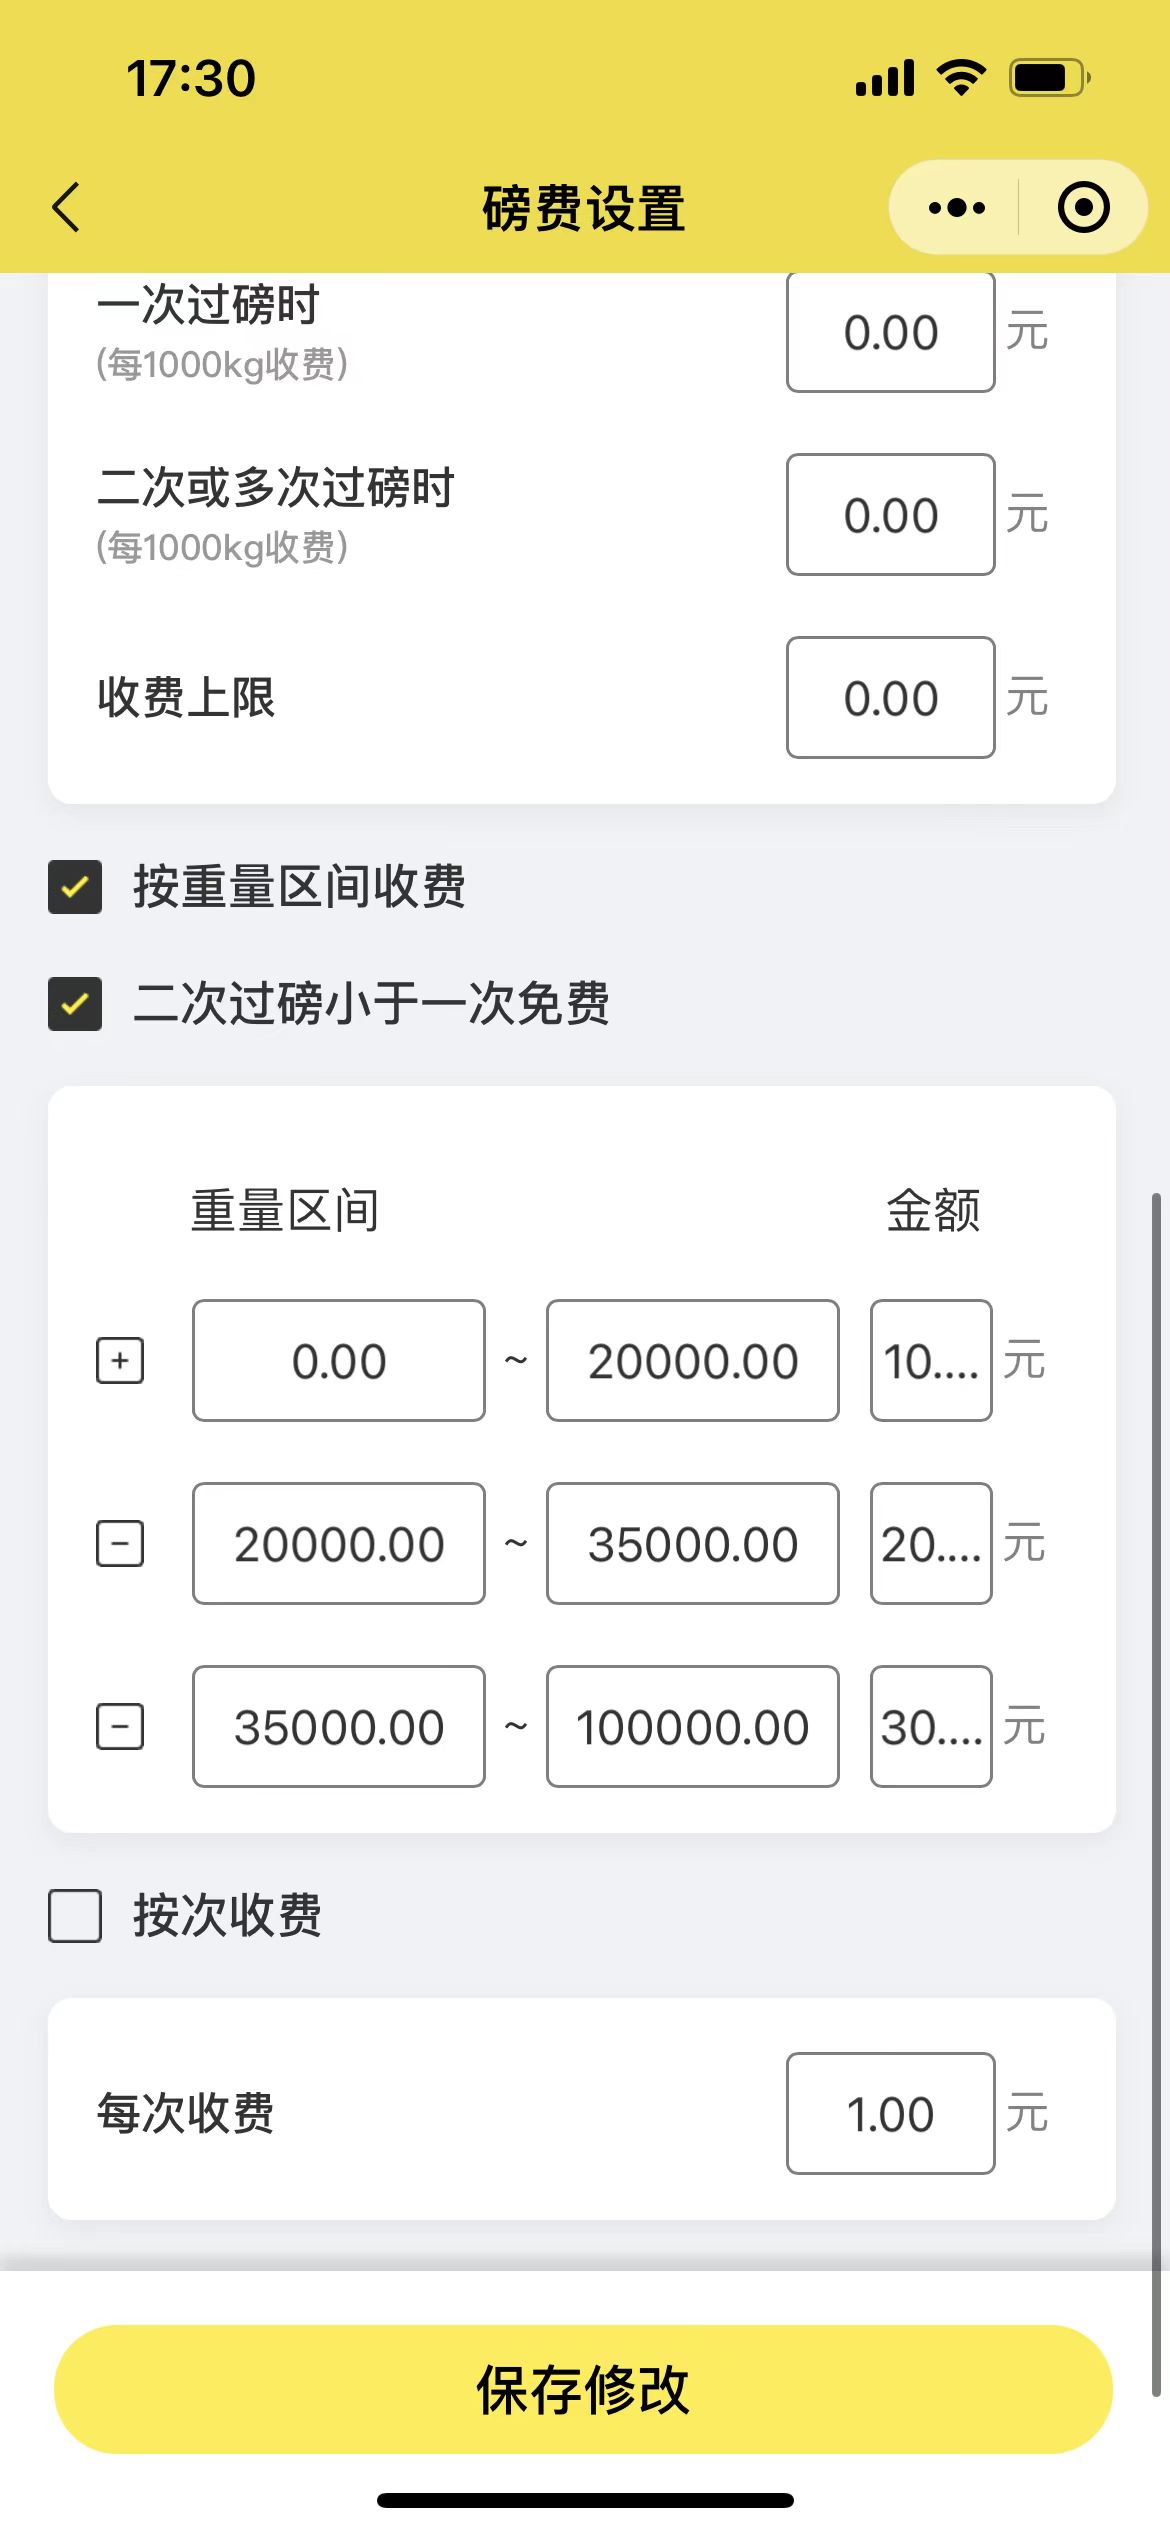 17:30
磅费设置
一次过磅时
0.00 元
(每1000kg收费)
二次或多次过磅时
0.00 元
(每1000kg收费)
收费上限 0.00 元
按重量区间收费
二次过磅小于一次免费
重量区间 金额
+ 0.00 ~ 20000.00 10.... 元
- 20000.00 ~ 35000.00 20.... 元
- 35000.00 ~ 100000.00 30.... 元
按次收费
每次收费 1.00 元
保存修改